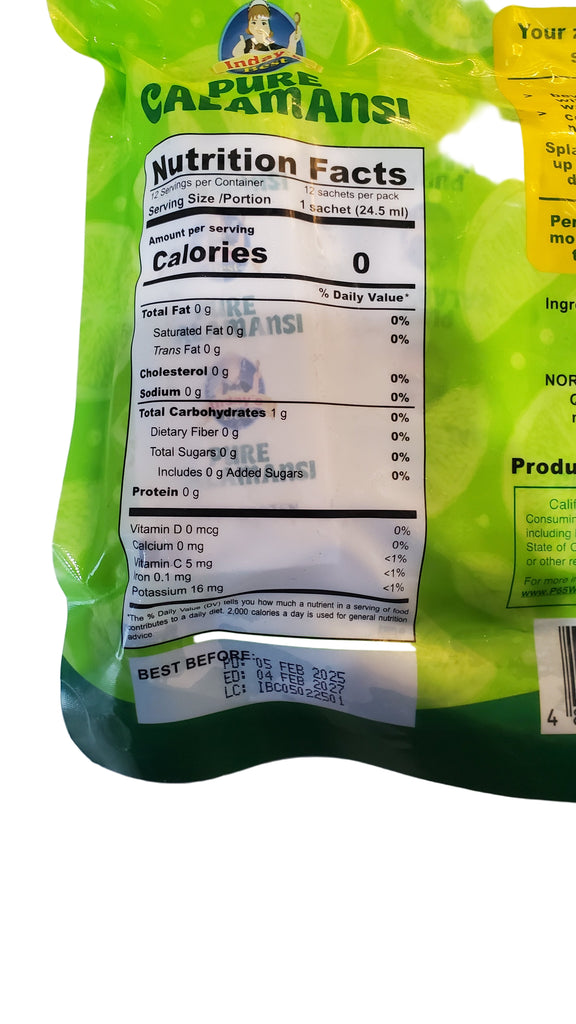 Inday's
Best
PURE
CALAMANSI
Nutrition Facts
12 Servings per Container 12 sachets per pack
Serving Size /Portion 1 sachet (24.5 ml)
Amount per serving
Calories 0
% Daily Value*
Total Fat 0 g 0%
Saturated Fat 0 g 0%
Trans Fat 0 g
Cholesterol 0 g 0%
Sodium 0 g 0%
Total Carbohydrates 1 g 0%
Dietary Fiber 0 g 0%
Total Sugars 0 g 0%
Includes 0 g Added Sugars 0%
Protein 0 g
Vitamin D 0 mcg 0%
Calcium 0 mg 0%
Vitamin C 5 mg <1%
Iron 0.1 mg <1%
Potassium 16 mg <1%
*The % Daily Value (DV) tells you how much a nutrient in a serving of food
contributes to a daily diet. 2,000 calories a day is used for general nutrition
advice
BEST BEFORE:
PD: 05 FEB 2025
ED: 04 FEB 2027
LC: IBC05022501
Your
up
Per
mo
Ingr
NOR
Produ
Calif
Consumin
including
State of C
or other re
For more i
www.P65W
4